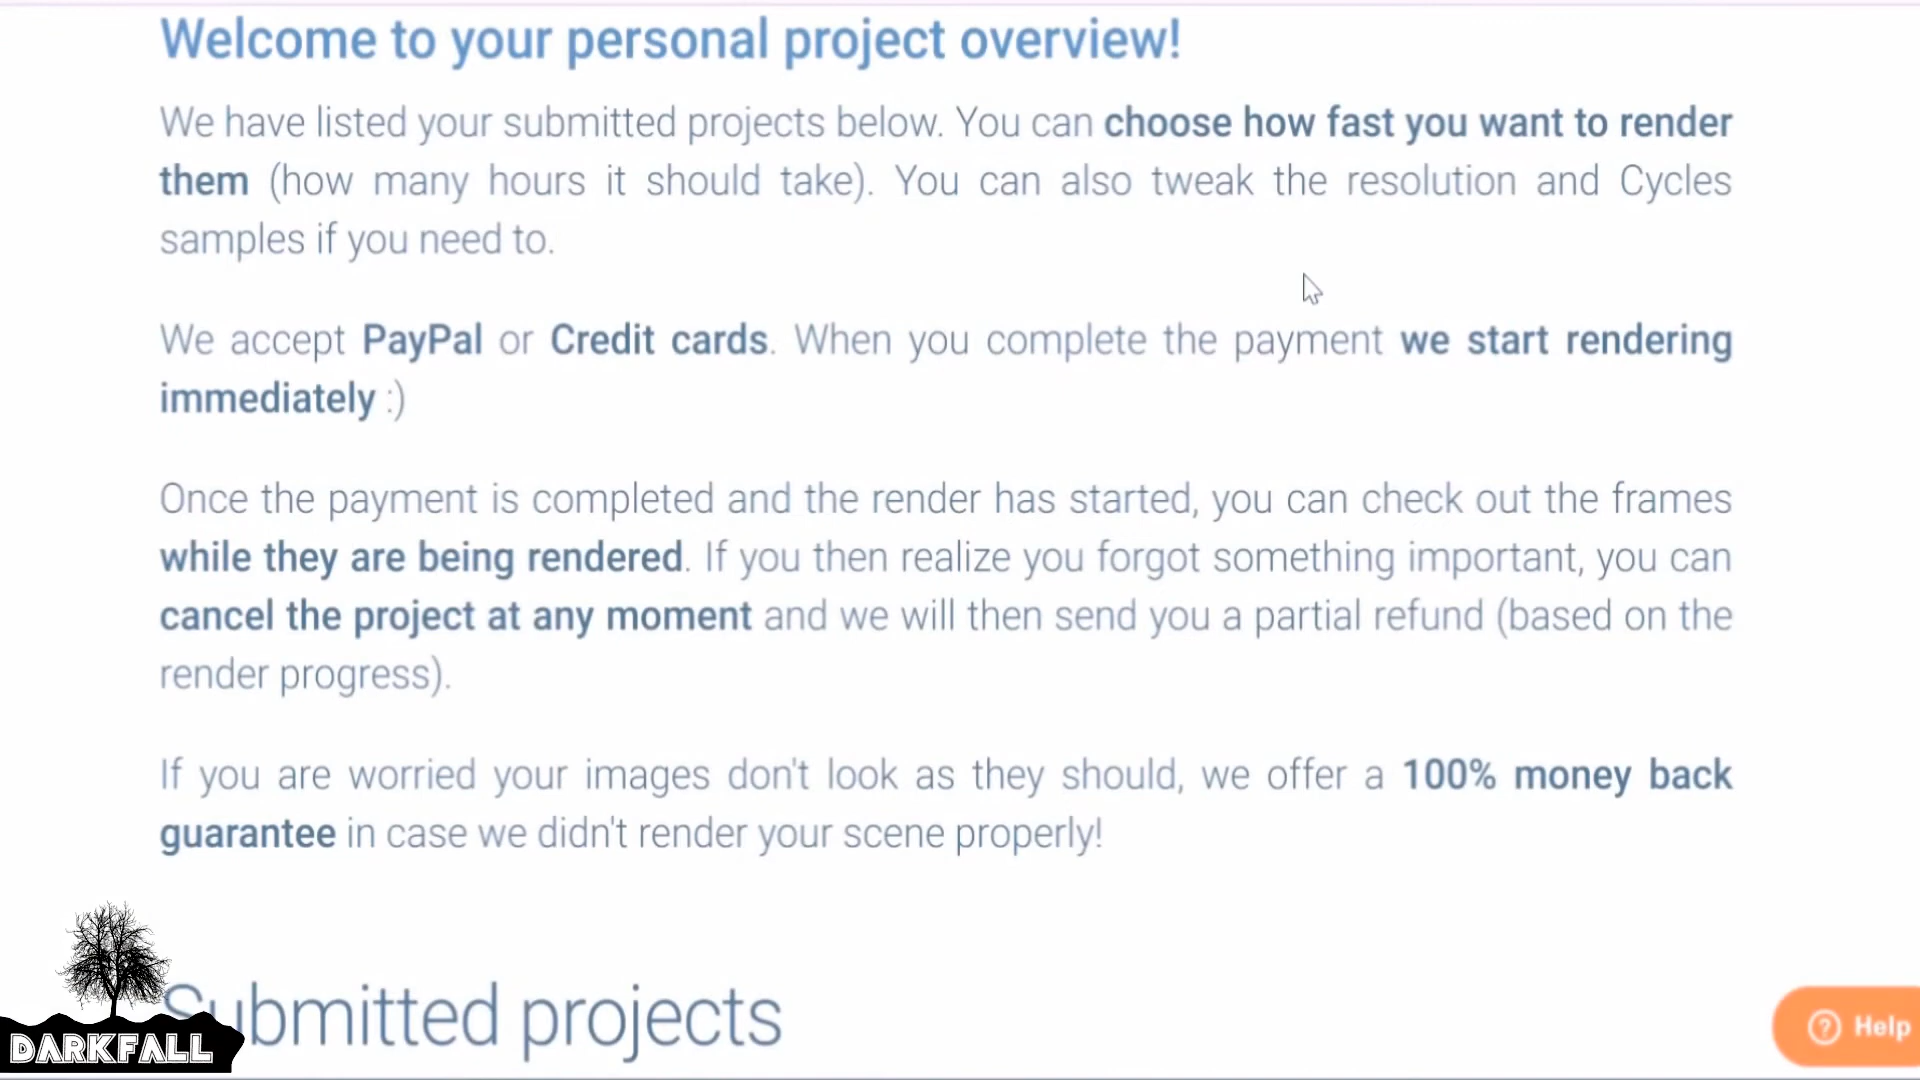 Welcome to your personal project overview!
We have listed your submitted projects below. You can choose how fast you want to render
them (how many hours it should take). You can also tweak the resolution and Cycles
samples if you need to.
We accept PayPal or Credit cards. When you complete the payment we start rendering
immediately :)
Once the payment is completed and the render has started, you can check out the frames
while they are being rendered. If you then realize you forgot something important, you can
cancel the project at any moment and we will then send you a partial refund (based on the
render progress).
If you are worried your images don't look as they should, we offer a 100% money back
guarantee in case we didn't render your scene properly!
Submitted projects
DARKFALL
Help